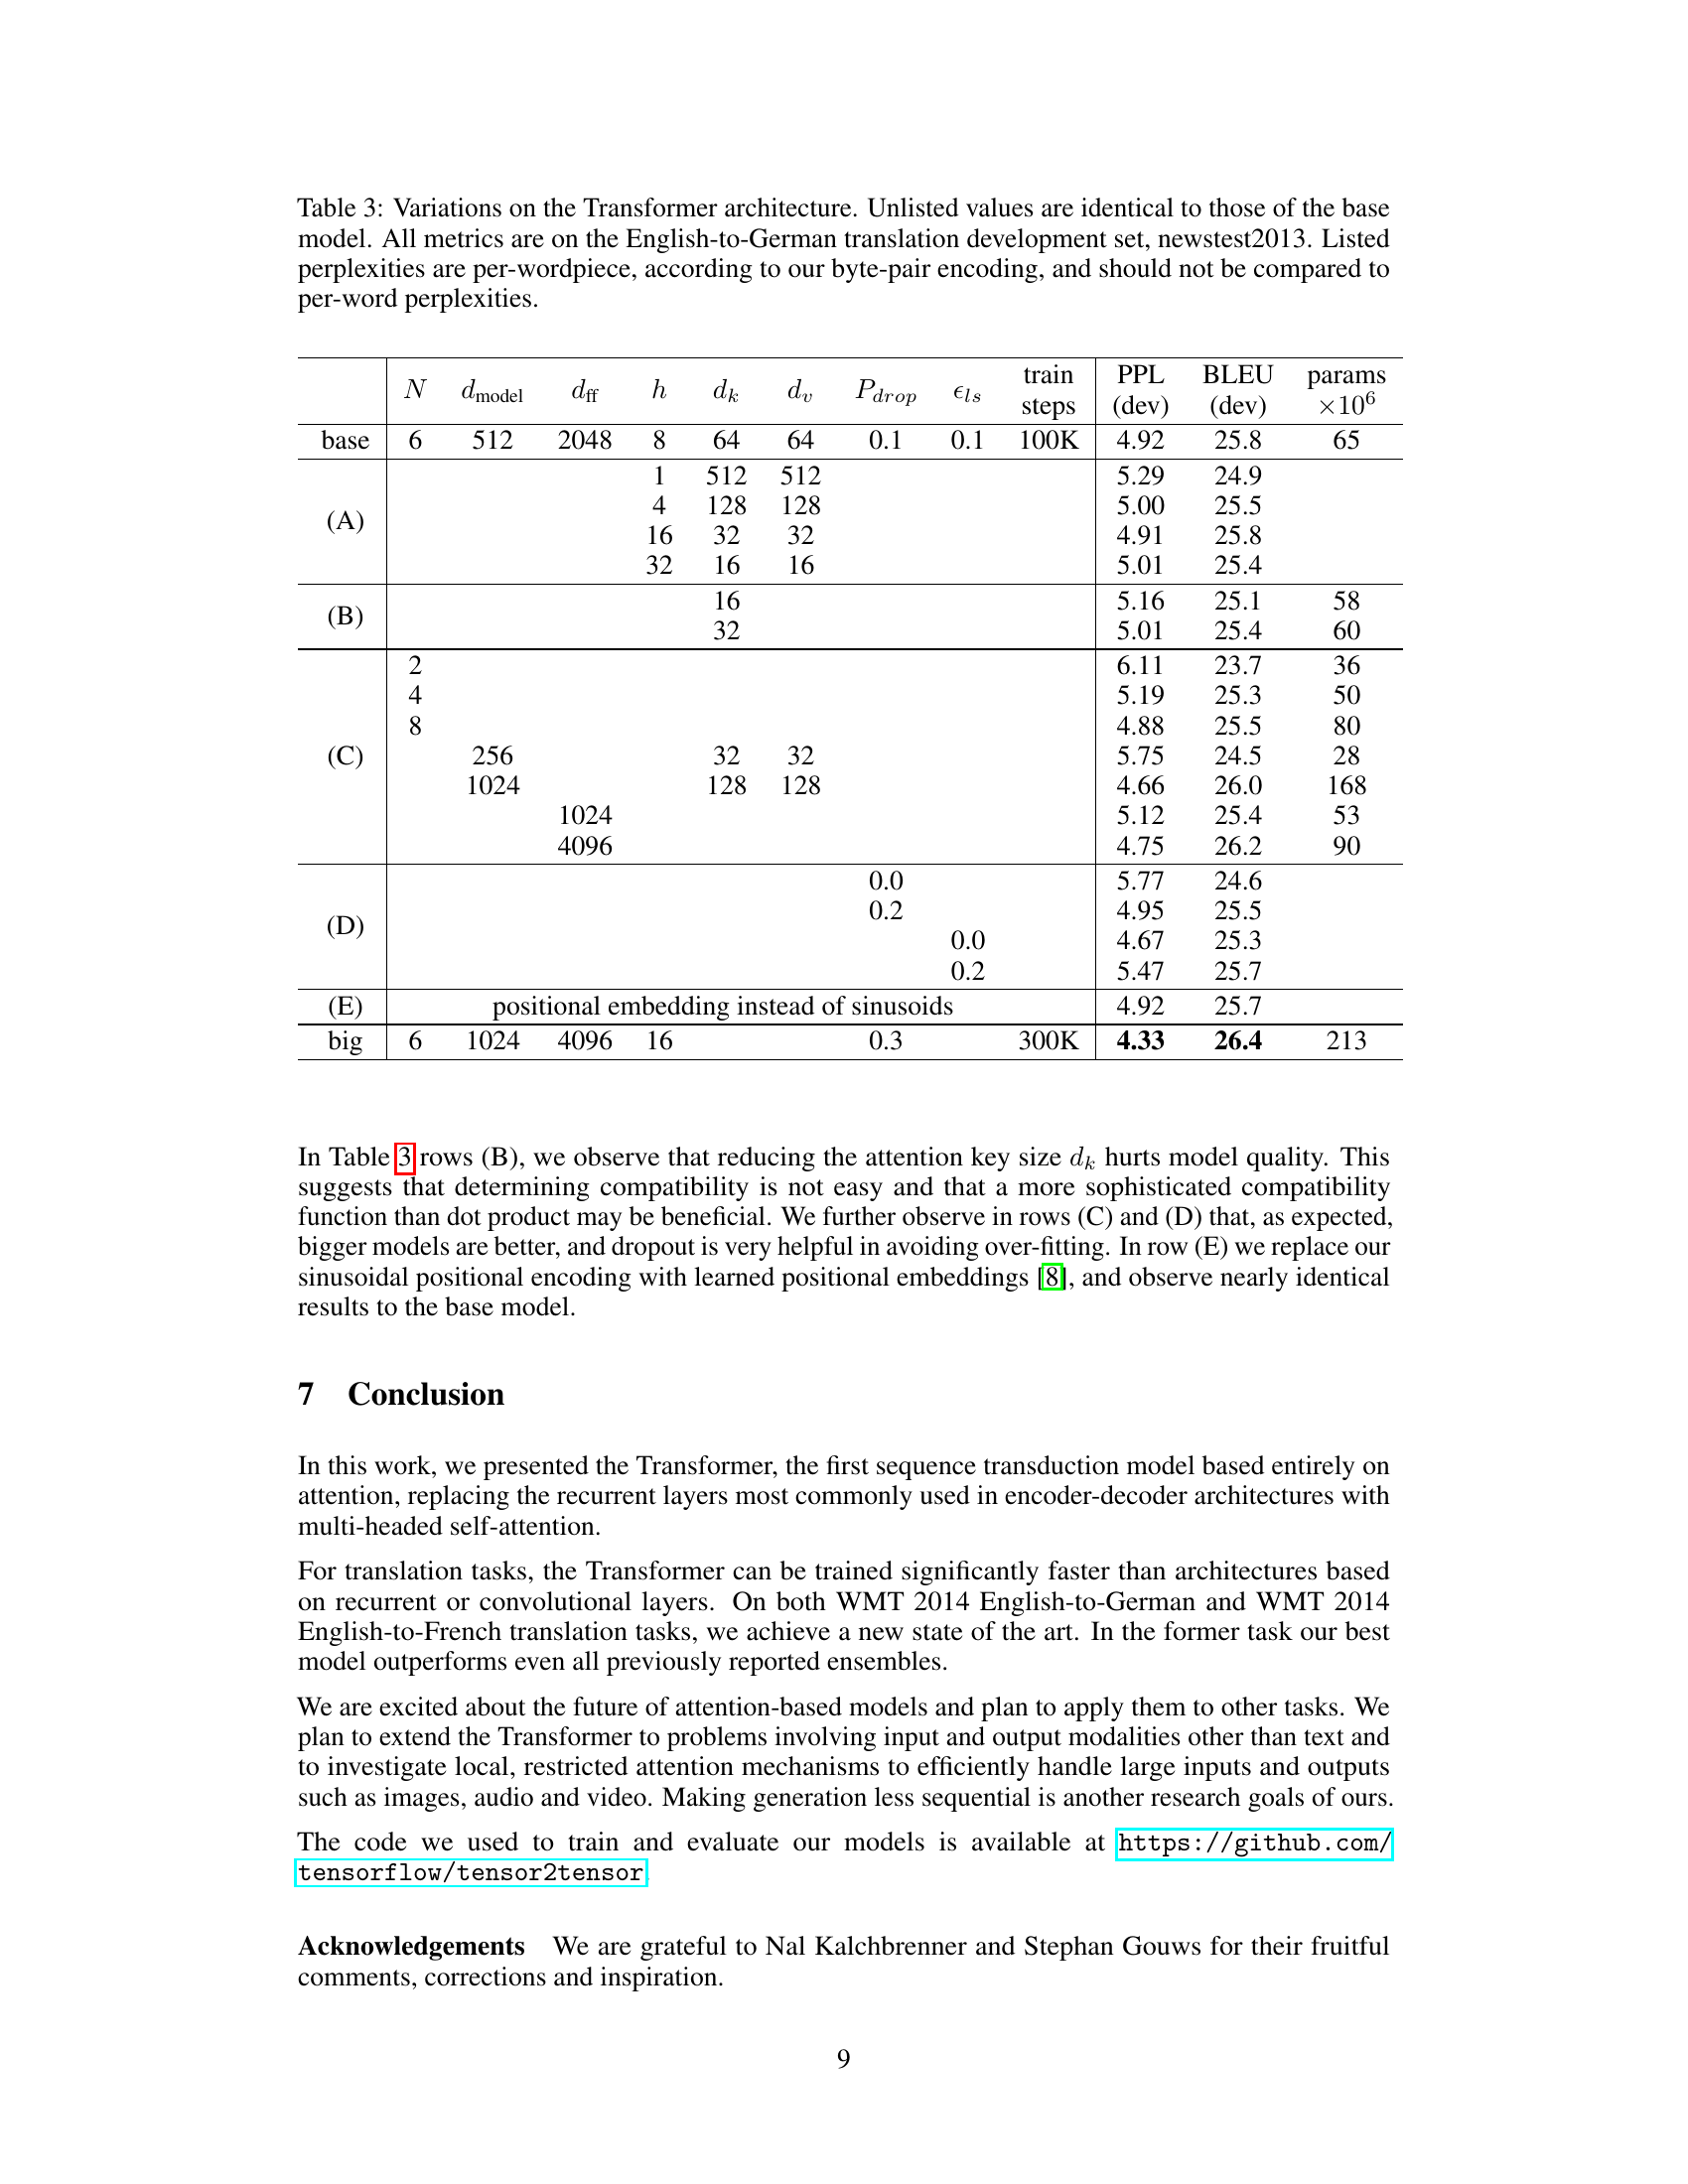 Table 3: Variations on the Transformer architecture. Unlisted values are identical to those of the base
model. All metrics are on the English-to-German translation development set, newstest2013. Listed
perplexities are per-wordpiece, according to our byte-pair encoding, and should not be compared to
per-word perplexities.
N d_model d_ff h d_k d_v P_drop ϵ_ls train steps PPL (dev) BLEU (dev) params ×10⁶
base 6 512 2048 8 64 64 0.1 0.1 100K 4.92 25.8 65
(A) 1 512 512 5.29 24.9
4 128 128 5.00 25.5
16 32 32 4.91 25.8
32 16 16 5.01 25.4
(B) 16 5.16 25.1 58
32 5.01 25.4 60
(C) 2 6.11 23.7 36
4 5.19 25.3 50
8 4.88 25.5 80
256 32 32 5.75 24.5 28
1024 128 128 4.66 26.0 168
1024 5.12 25.4 53
4096 4.75 26.2 90
(D) 0.0 5.77 24.6
0.2 4.95 25.5
0.0 4.67 25.3
0.2 5.47 25.7
(E) positional embedding instead of sinusoids 4.92 25.7
big 6 1024 4096 16 0.3 300K 4.33 26.4 213
In Table 3 rows (B), we observe that reducing the attention key size d_k hurts model quality. This
suggests that determining compatibility is not easy and that a more sophisticated compatibility
function than dot product may be beneficial. We further observe in rows (C) and (D) that, as expected,
bigger models are better, and dropout is very helpful in avoiding over-fitting. In row (E) we replace our
sinusoidal positional encoding with learned positional embeddings [8], and observe nearly identical
results to the base model.
7 Conclusion
In this work, we presented the Transformer, the first sequence transduction model based entirely on
attention, replacing the recurrent layers most commonly used in encoder-decoder architectures with
multi-headed self-attention.
For translation tasks, the Transformer can be trained significantly faster than architectures based
on recurrent or convolutional layers. On both WMT 2014 English-to-German and WMT 2014
English-to-French translation tasks, we achieve a new state of the art. In the former task our best
model outperforms even all previously reported ensembles.
We are excited about the future of attention-based models and plan to apply them to other tasks. We
plan to extend the Transformer to problems involving input and output modalities other than text and
to investigate local, restricted attention mechanisms to efficiently handle large inputs and outputs
such as images, audio and video. Making generation less sequential is another research goals of ours.
The code we used to train and evaluate our models is available at https://github.com/
tensorflow/tensor2tensor.
Acknowledgements We are grateful to Nal Kalchbrenner and Stephan Gouws for their fruitful
comments, corrections and inspiration.
9